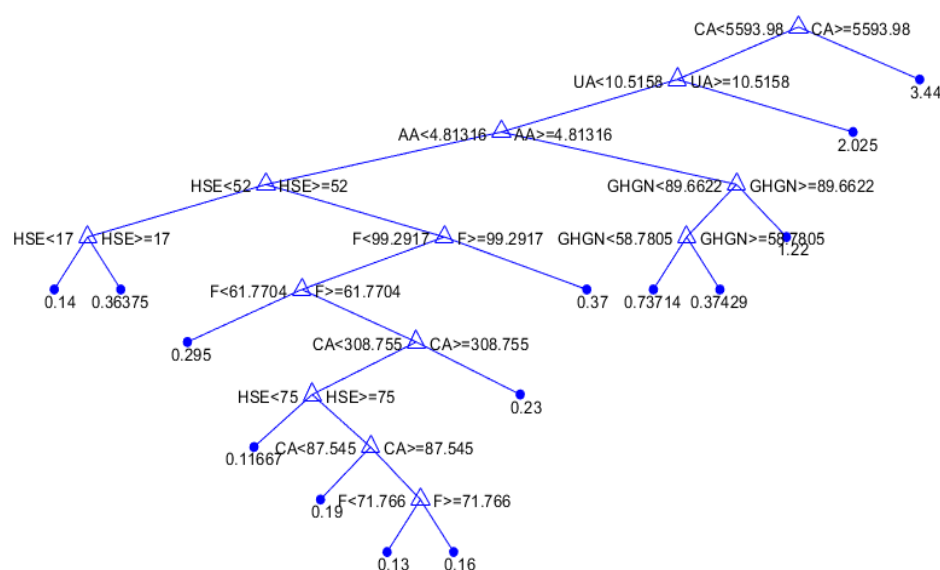 CA<5593.98 CA>=5593.98
3.44
UA<10.5158 UA>=10.5158
2.025
AA<4.81316 AA>=4.81316
HSE<52 HSE>=52
GHGN<89.6622 GHGN>=89.6622
HSE<17 HSE>=17
F<99.2917 F>=99.2917
GHGN<58.7805 GHGN>=58.7805
1.22
0.14
0.36375
F<61.7704 F>=61.7704
0.37
0.73714
0.37429
0.295
CA<308.755 CA>=308.755
HSE<75 HSE>=75
0.23
0.11667
CA<87.545 CA>=87.545
0.19
F<71.766 F>=71.766
0.13
0.16